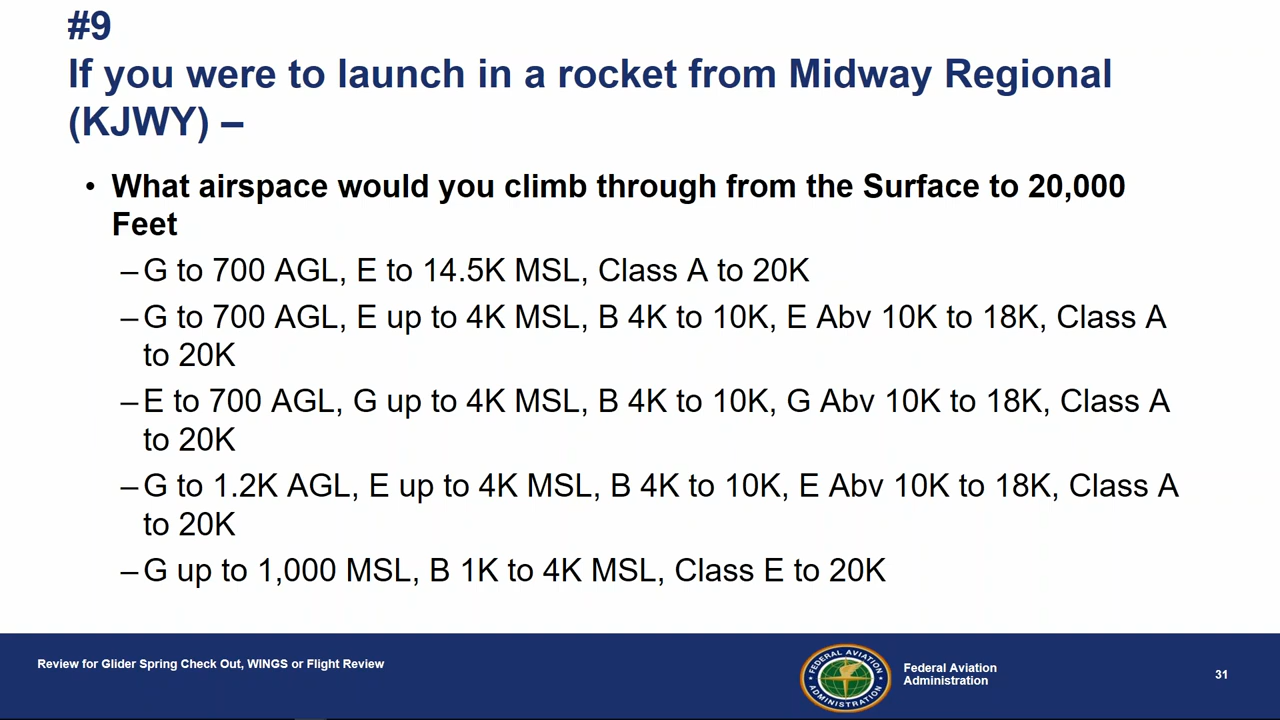 #9
If you were to launch in a rocket from Midway Regional
(KJWY) –
• What airspace would you climb through from the Surface to 20,000
Feet
–G to 700 AGL, E to 14.5K MSL, Class A to 20K
–G to 700 AGL, E up to 4K MSL, B 4K to 10K, E Abv 10K to 18K, Class A
to 20K
–E to 700 AGL, G up to 4K MSL, B 4K to 10K, G Abv 10K to 18K, Class A
to 20K
–G to 1.2K AGL, E up to 4K MSL, B 4K to 10K, E Abv 10K to 18K, Class A
to 20K
–G up to 1,000 MSL, B 1K to 4K MSL, Class E to 20K
Review for Glider Spring Check Out, WINGS or Flight Review
FEDERAL AVIATION
ADMINISTRATION
Federal Aviation
Administration
31